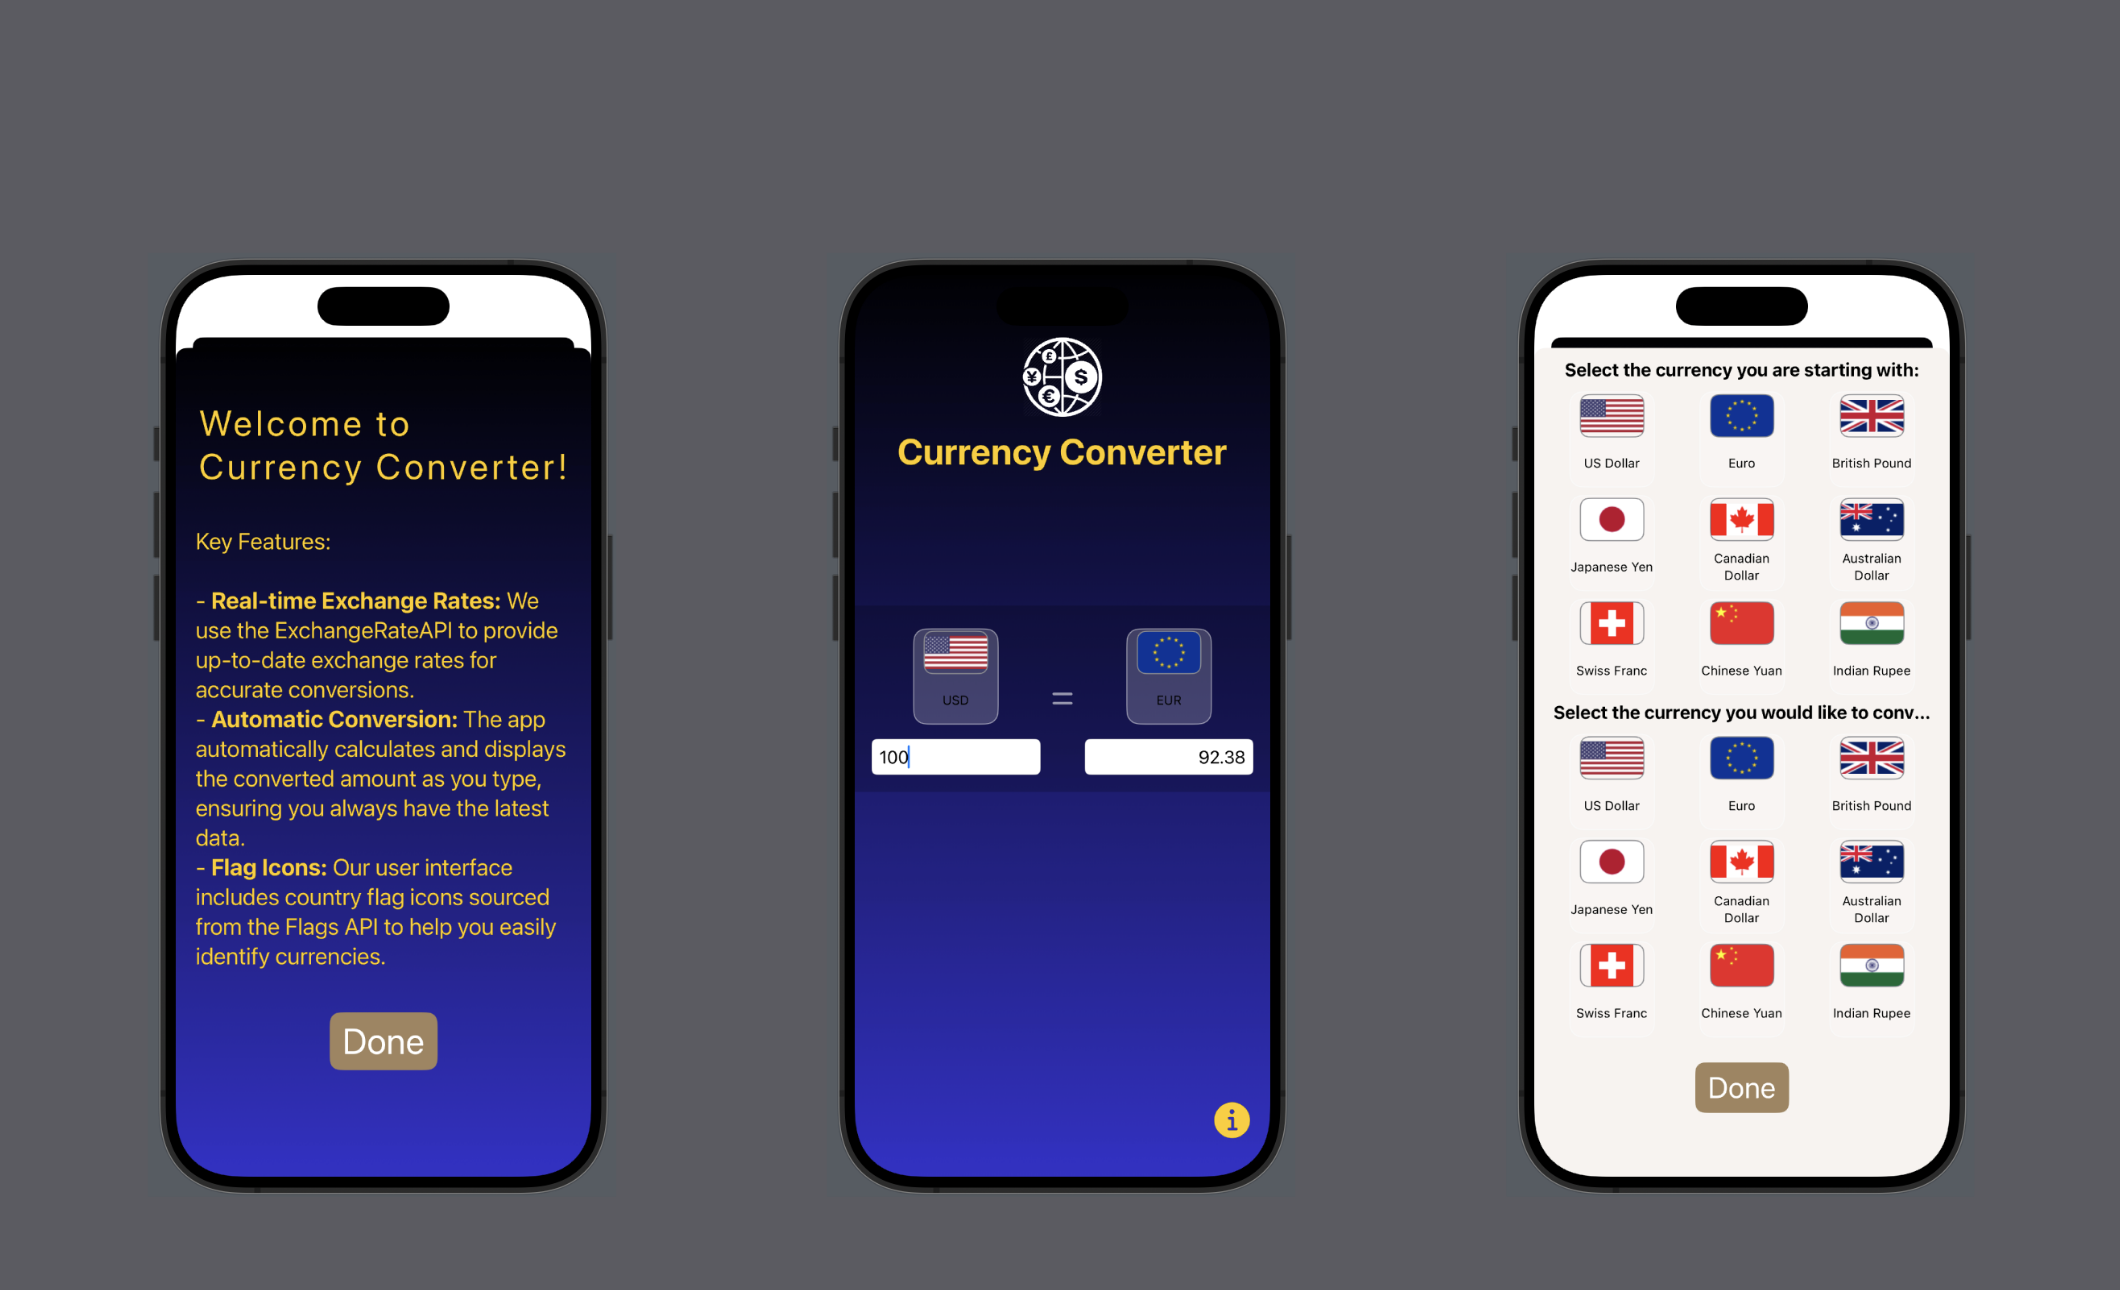 Welcome to
Currency Converter!
Key Features:
- Real-time Exchange Rates: We
use the ExchangeRateAPI to provide
up-to-date exchange rates for
accurate conversions.
- Automatic Conversion: The app
automatically calculates and displays
the converted amount as you type,
ensuring you always have the latest
data.
- Flag Icons: Our user interface
includes country flag icons sourced
from the Flags API to help you easily
identify currencies.
Done
£
¥ $
€
Currency Converter
USD = EUR
100 92.38
i
Select the currency you are starting with:
US Dollar Euro British Pound
Japanese Yen Canadian Dollar Australian Dollar
Swiss Franc Chinese Yuan Indian Rupee
Select the currency you would like to conv...
US Dollar Euro British Pound
Japanese Yen Canadian Dollar Australian Dollar
Swiss Franc Chinese Yuan Indian Rupee
Done